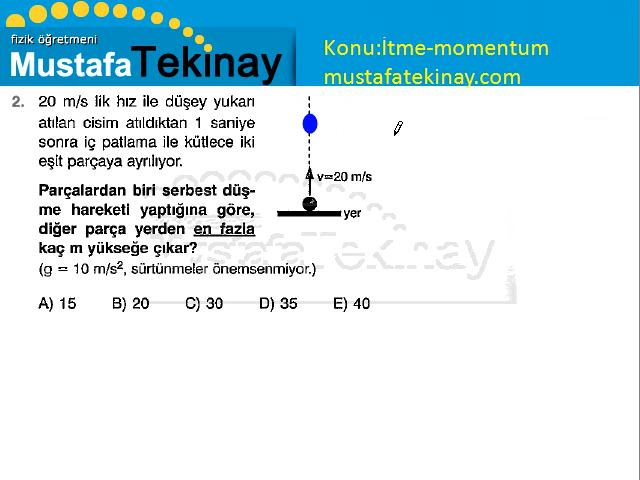 fizik öğretmeni
MustafaTekinay
Konu:İtme-momentum
mustafatekinay.com
2. 20 m/s lik hız ile düşey yukarı
atılan cisim atıldıktan 1 saniye
sonra iç patlama ile kütlece iki
eşit parçaya ayrılıyor.
v=20 m/s
yer
Parçalardan biri serbest düş-
me hareketi yaptığına göre,
diğer parça yerden en fazla
kaç m yükseğe çıkar?
(g = 10 m/s², sürtünmeler önemsenmiyor.)
A) 15 B) 20 C) 30 D) 35 E) 40
MustafaTekinay